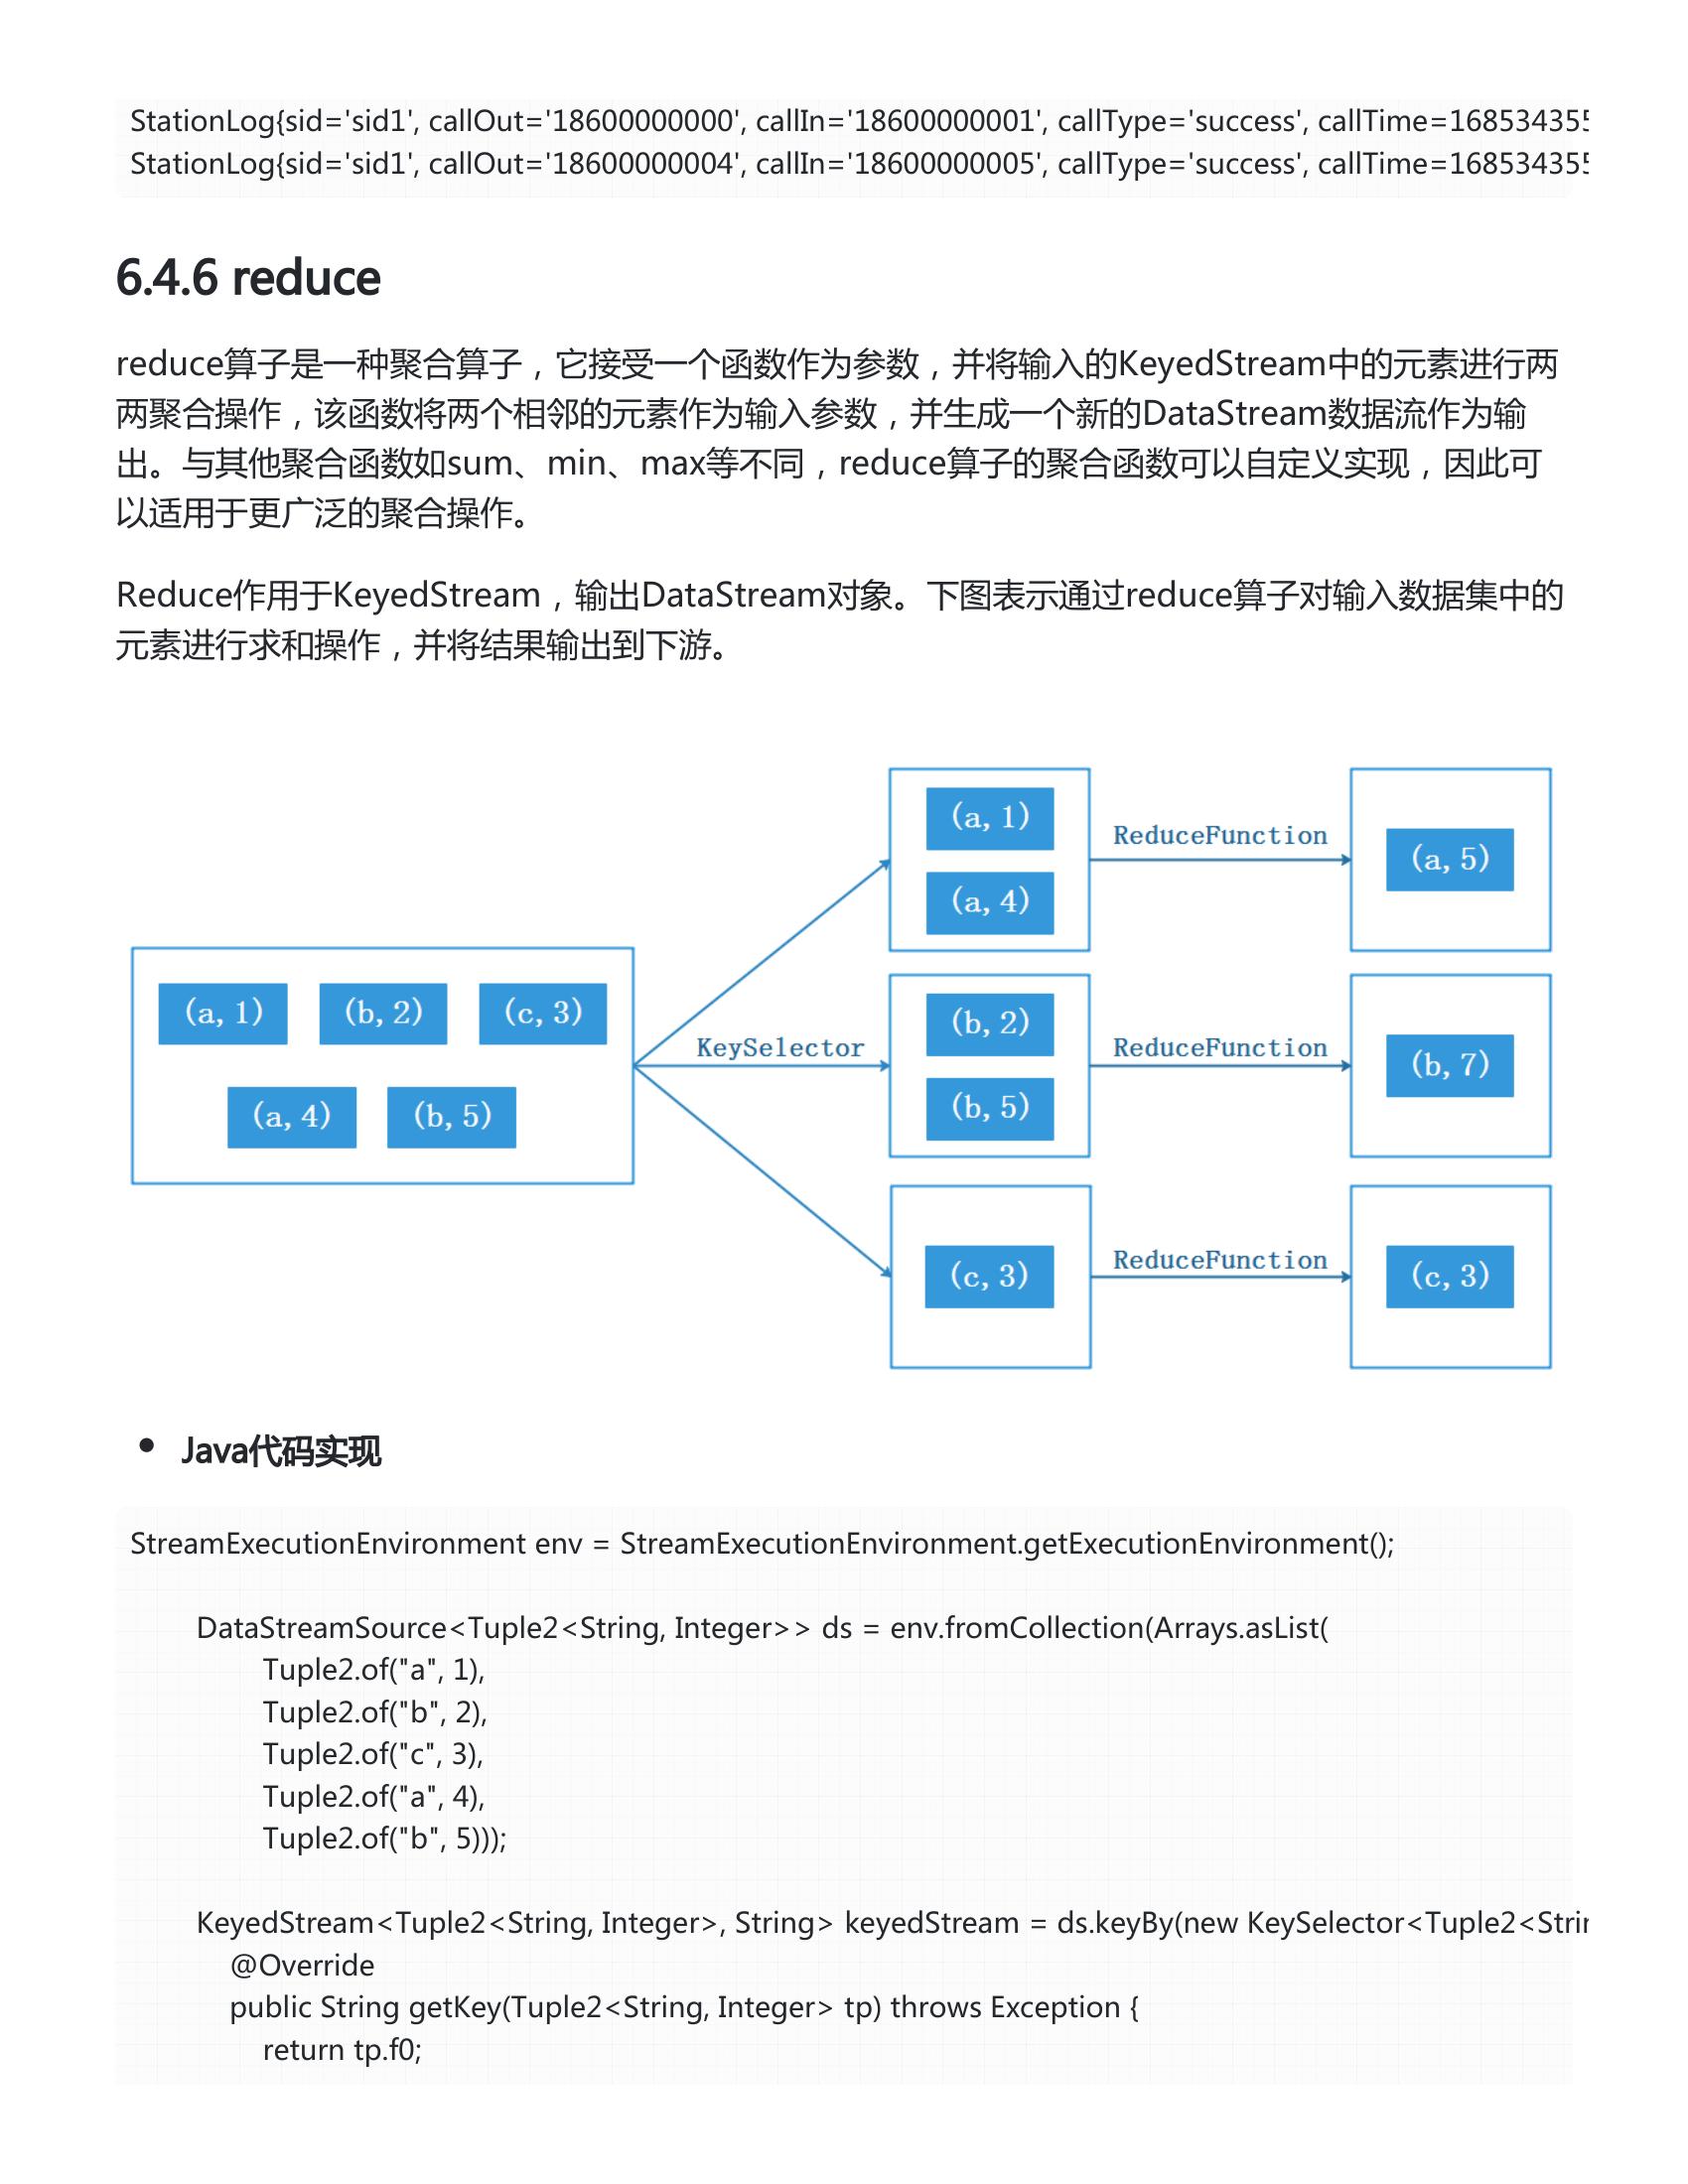 StationLog{sid='sid1', callOut='18600000000', callIn='18600000001', callType='success', callTime=168534355
StationLog{sid='sid1', callOut='18600000004', callIn='18600000005', callType='success', callTime=168534355
6.4.6 reduce
reduce算子是一种聚合算子，它接受一个函数作为参数，并将输入的KeyedStream中的元素进行两
两聚合操作，该函数将两个相邻的元素作为输入参数，并生成一个新的DataStream数据流作为输
出。与其他聚合函数如sum、min、max等不同，reduce算子的聚合函数可以自定义实现，因此可
以适用于更广泛的聚合操作。
Reduce作用于KeyedStream，输出DataStream对象。下图表示通过reduce算子对输入数据集中的
元素进行求和操作，并将结果输出到下游。
(a, 1) (b, 2) (c, 3)
(a, 4) (b, 5)
KeySelector
(a, 1)
(a, 4)
ReduceFunction
(a, 5)
(b, 2)
(b, 5)
ReduceFunction
(b, 7)
(c, 3)
ReduceFunction
(c, 3)
• Java代码实现
StreamExecutionEnvironment env = StreamExecutionEnvironment.getExecutionEnvironment();
DataStreamSource<Tuple2<String, Integer>> ds = env.fromCollection(Arrays.asList(
Tuple2.of("a", 1),
Tuple2.of("b", 2),
Tuple2.of("c", 3),
Tuple2.of("a", 4),
Tuple2.of("b", 5)));
KeyedStream<Tuple2<String, Integer>, String> keyedStream = ds.keyBy(new KeySelector<Tuple2<Strin
@Override
public String getKey(Tuple2<String, Integer> tp) throws Exception {
return tp.f0;